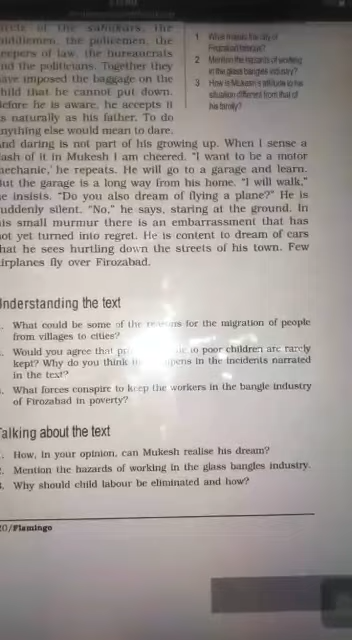 circle of the sahukars, the
middlemen, the policemen, the
keepers of law, the bureaucrats
and the politicians. Together they
have imposed the baggage on the
child that he cannot put down.
Before he is aware, he accepts it
as naturally as his father. To do
anything else would mean to dare.
And daring is not part of his growing up. When I sense a
flash of it in Mukesh I am cheered. “I want to be a motor
mechanic,’ he repeats. He will go to a garage and learn.
But the garage is a long way from his home. “I will walk,”
he insists. “Do you also dream of flying a plane?” He is
suddenly silent. “No,” he says, staring at the ground. In
his small murmur there is an embarrassment that has
not yet turned into regret. He is content to dream of cars
that he sees hurtling down the streets of his town. Few
airplanes fly over Firozabad.
1 What makes the city of
Firozabad famous?
2 Mention the hazards of working
in the glass bangles industry?
3 How is Mukesh's attitude to his
situation different from that of
his family?
Understanding the text
. What could be some of the reasons for the migration of people
from villages to cities?
. Would you agree that to poor children are rarely
kept? Why do you think happens in the incidents narrated
in the text?
. What forces conspire to keep the workers in the bangle industry
of Firozabad in poverty?
Talking about the text
. How, in your opinion, can Mukesh realise his dream?
2. Mention the hazards of working in the glass bangles industry.
3. Why should child labour be eliminated and how?
20/Flamingo